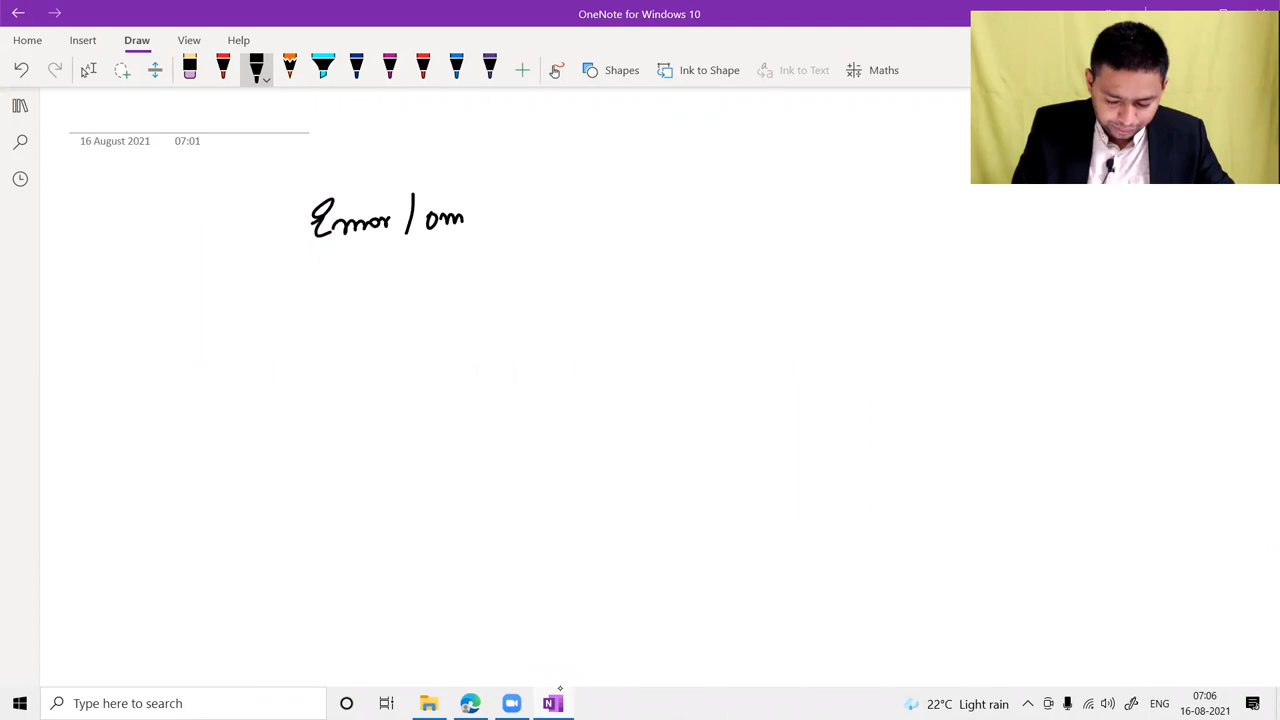 OneNote for Windows 10
Home Insert Draw View Help
Shapes Ink to Shape Ink to Text Maths
16 August 2021 07:01
Error / om
Type here to search
22°C Light rain ENG 07:06
16-08-2021